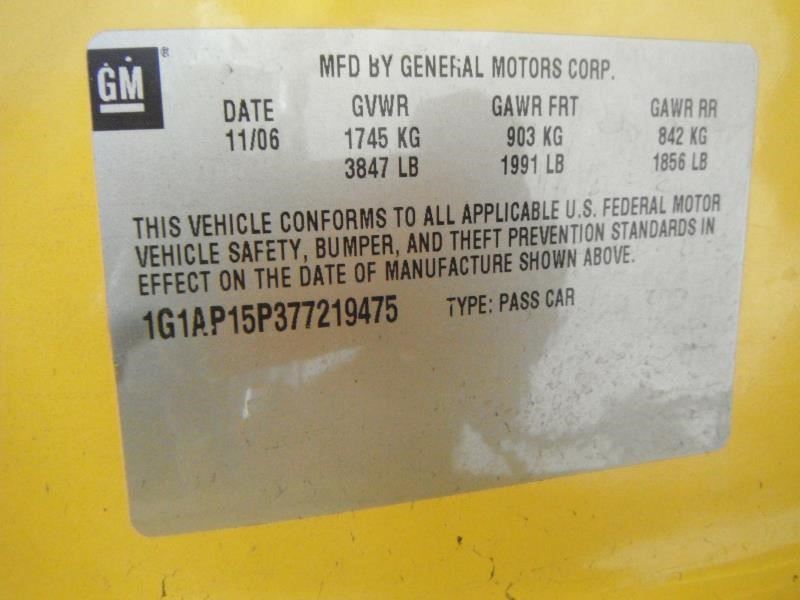 GM ®
MFD BY GENERAL MOTORS CORP.
DATE GVWR GAWR FRT GAWR RR
11/06 1745 KG 903 KG 842 KG
3847 LB 1991 LB 1856 LB
THIS VEHICLE CONFORMS TO ALL APPLICABLE U.S. FEDERAL MOTOR
VEHICLE SAFETY, BUMPER, AND THEFT PREVENTION STANDARDS IN
EFFECT ON THE DATE OF MANUFACTURE SHOWN ABOVE.
1G1AP15P377219475 TYPE: PASS CAR